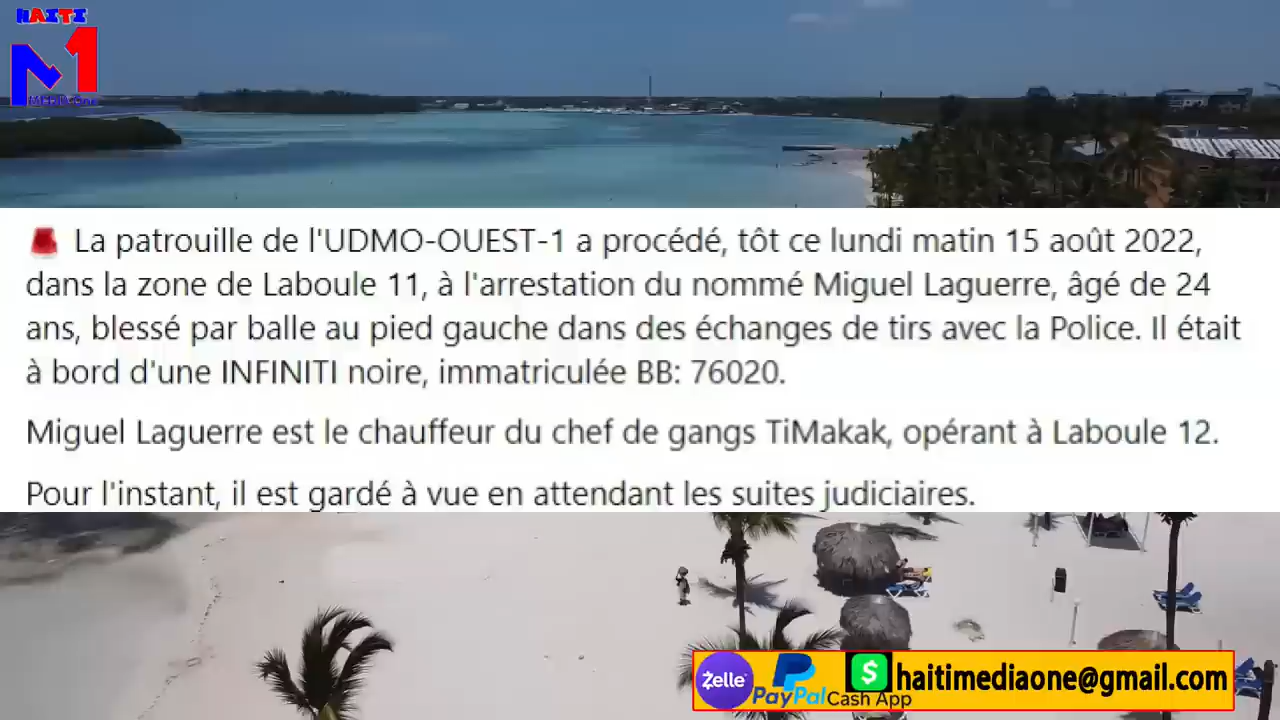 HAITI
M1
MEDIA One
La patrouille de l'UDMO-OUEST-1 a procédé, tôt ce lundi matin 15 août 2022,
dans la zone de Laboule 11, à l'arrestation du nommé Miguel Laguerre, âgé de 24
ans, blessé par balle au pied gauche dans des échanges de tirs avec la Police. Il était
à bord d'une INFINITI noire, immatriculée BB: 76020.
Miguel Laguerre est le chauffeur du chef de gangs TiMakak, opérant à Laboule 12.
Pour l'instant, il est gardé à vue en attendant les suites judiciaires.
Zelle
PayPal
$
Cash App
haitimediaone@gmail.com